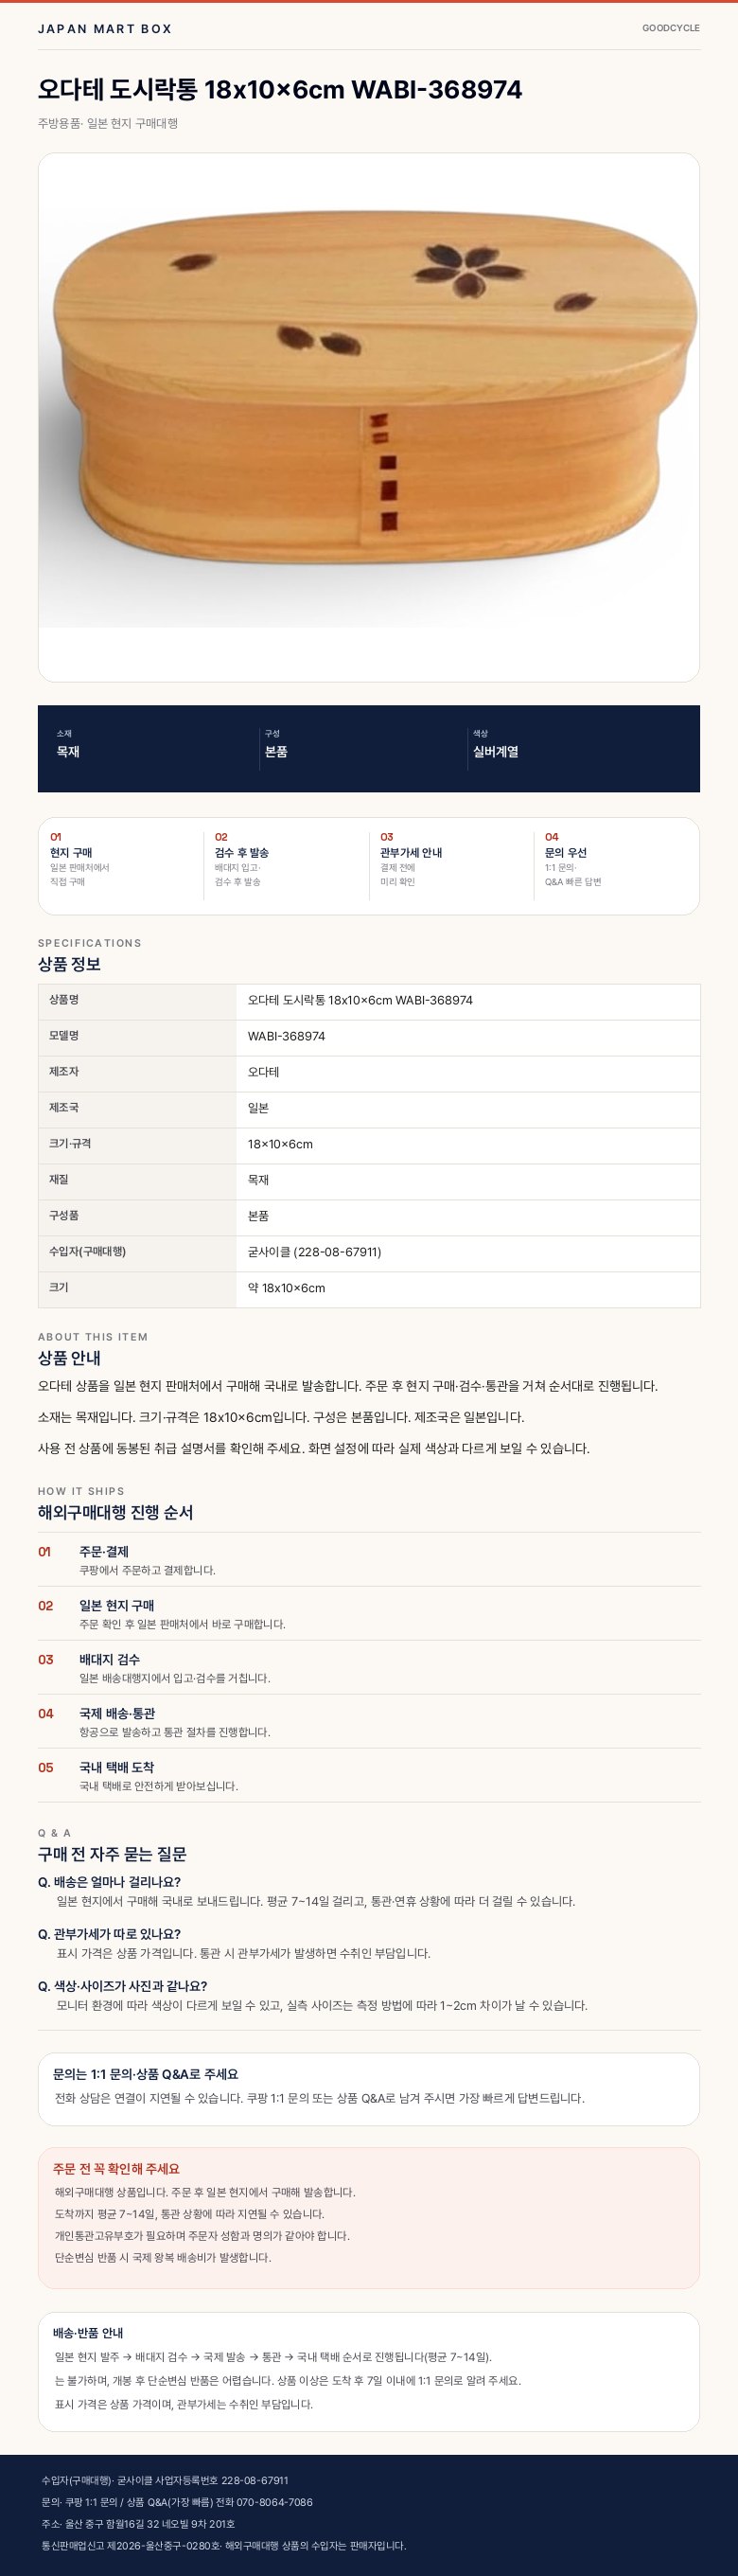 JAPAN MART BOX
GOODCYCLE
오다테 도시락통 18x10x6cm WABI-368974
주방용품· 일본 현지 구매대행
소재
목재
구성
본품
색상
실버계열
01
현지 구매
일본 판매처에서
직접 구매
02
검수 후 발송
배대지 입고·
검수 후 발송
03
관부가세 안내
결제 전에
미리 확인
04
문의 우선
1:1 문의·
Q&A 빠른 답변
SPECIFICATIONS
상품 정보
상품명 오다테 도시락통 18x10x6cm WABI-368974
모델명 WABI-368974
제조자 오다테
제조국 일본
크기·규격 18x10x6cm
재질 목재
구성품 본품
수입자(구매대행) 굳사이클 (228-08-67911)
크기 약 18x10x6cm
ABOUT THIS ITEM
상품 안내
오다테 상품을 일본 현지 판매처에서 구매해 국내로 발송합니다. 주문 후 현지 구매·검수·통관을 거쳐 순서대로 진행됩니다.
소재는 목재입니다. 크기·규격은 18x10x6cm입니다. 구성은 본품입니다. 제조국은 일본입니다.
사용 전 상품에 동봉된 취급 설명서를 확인해 주세요. 화면 설정에 따라 실제 색상과 다르게 보일 수 있습니다.
HOW IT SHIPS
해외구매대행 진행 순서
01 주문·결제
쿠팡에서 주문하고 결제합니다.
02 일본 현지 구매
주문 확인 후 일본 판매처에서 바로 구매합니다.
03 배대지 검수
일본 배송대행지에서 입고·검수를 거칩니다.
04 국제 배송·통관
항공으로 발송하고 통관 절차를 진행합니다.
05 국내 택배 도착
국내 택배로 안전하게 받아보십니다.
Q & A
구매 전 자주 묻는 질문
Q. 배송은 얼마나 걸리나요?
일본 현지에서 구매해 국내로 보내드립니다. 평균 7~14일 걸리고, 통관·연휴 상황에 따라 더 걸릴 수 있습니다.
Q. 관부가세가 따로 있나요?
표시 가격은 상품 가격입니다. 통관 시 관부가세가 발생하면 수취인 부담입니다.
Q. 색상·사이즈가 사진과 같나요?
모니터 환경에 따라 색상이 다르게 보일 수 있고, 실측 사이즈는 측정 방법에 따라 1~2cm 차이가 날 수 있습니다.
문의는 1:1 문의·상품 Q&A로 주세요
전화 상담은 연결이 지연될 수 있습니다. 쿠팡 1:1 문의 또는 상품 Q&A로 남겨 주시면 가장 빠르게 답변드립니다.
주문 전 꼭 확인해 주세요
해외구매대행 상품입니다. 주문 후 일본 현지에서 구매해 발송합니다.
도착까지 평균 7~14일, 통관 상황에 따라 지연될 수 있습니다.
개인통관고유부호가 필요하며 주문자 성함과 명의가 같아야 합니다.
단순변심 반품 시 국제 왕복 배송비가 발생합니다.
배송·반품 안내
일본 현지 발주 → 배대지 검수 → 국제 발송 → 통관 → 국내 택배 순서로 진행됩니다(평균 7~14일).
는 불가하며, 개봉 후 단순변심 반품은 어렵습니다. 상품 이상은 도착 후 7일 이내에 1:1 문의로 알려 주세요.
표시 가격은 상품 가격이며, 관부가세는 수취인 부담입니다.
수입자(구매대행)· 굳사이클 사업자등록번호 228-08-67911
문의· 쿠팡 1:1 문의 / 상품 Q&A(가장 빠름) 전화 070-8064-7086
주소· 울산 중구 함월16길 32 네오빌 9차 201호
통신판매업신고 제2026-울산중구-0280호· 해외구매대행 상품의 수입자는 판매자입니다.